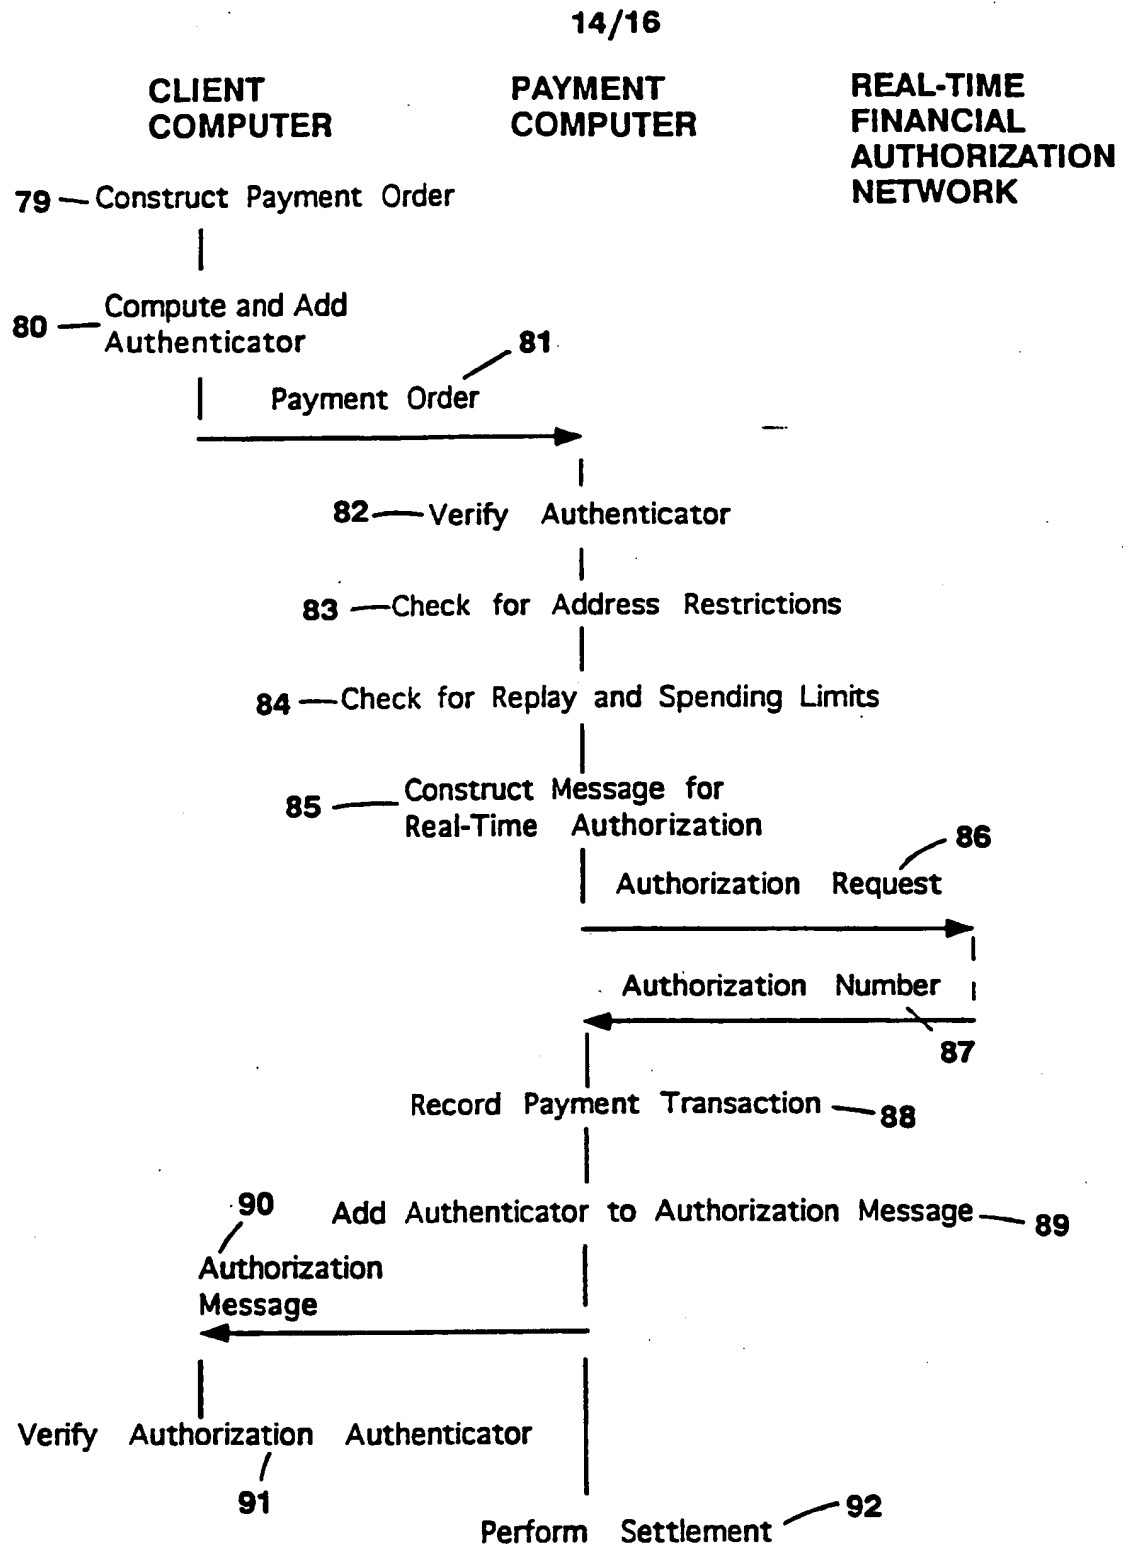 14/16
CLIENT
COMPUTER
PAYMENT
COMPUTER
REAL-TIME
FINANCIAL
AUTHORIZATION
NETWORK
79 Construct Payment Order
80 Compute and Add
Authenticator
81
Payment Order
82 Verify Authenticator
83 Check for Address Restrictions
84 Check for Replay and Spending Limits
85 Construct Message for
Real-Time Authorization
86
Authorization Request
Authorization Number
87
Record Payment Transaction 88
90
Add Authenticator to Authorization Message 89
Authorization
Message
Verify Authorization Authenticator
91
92
Perform Settlement